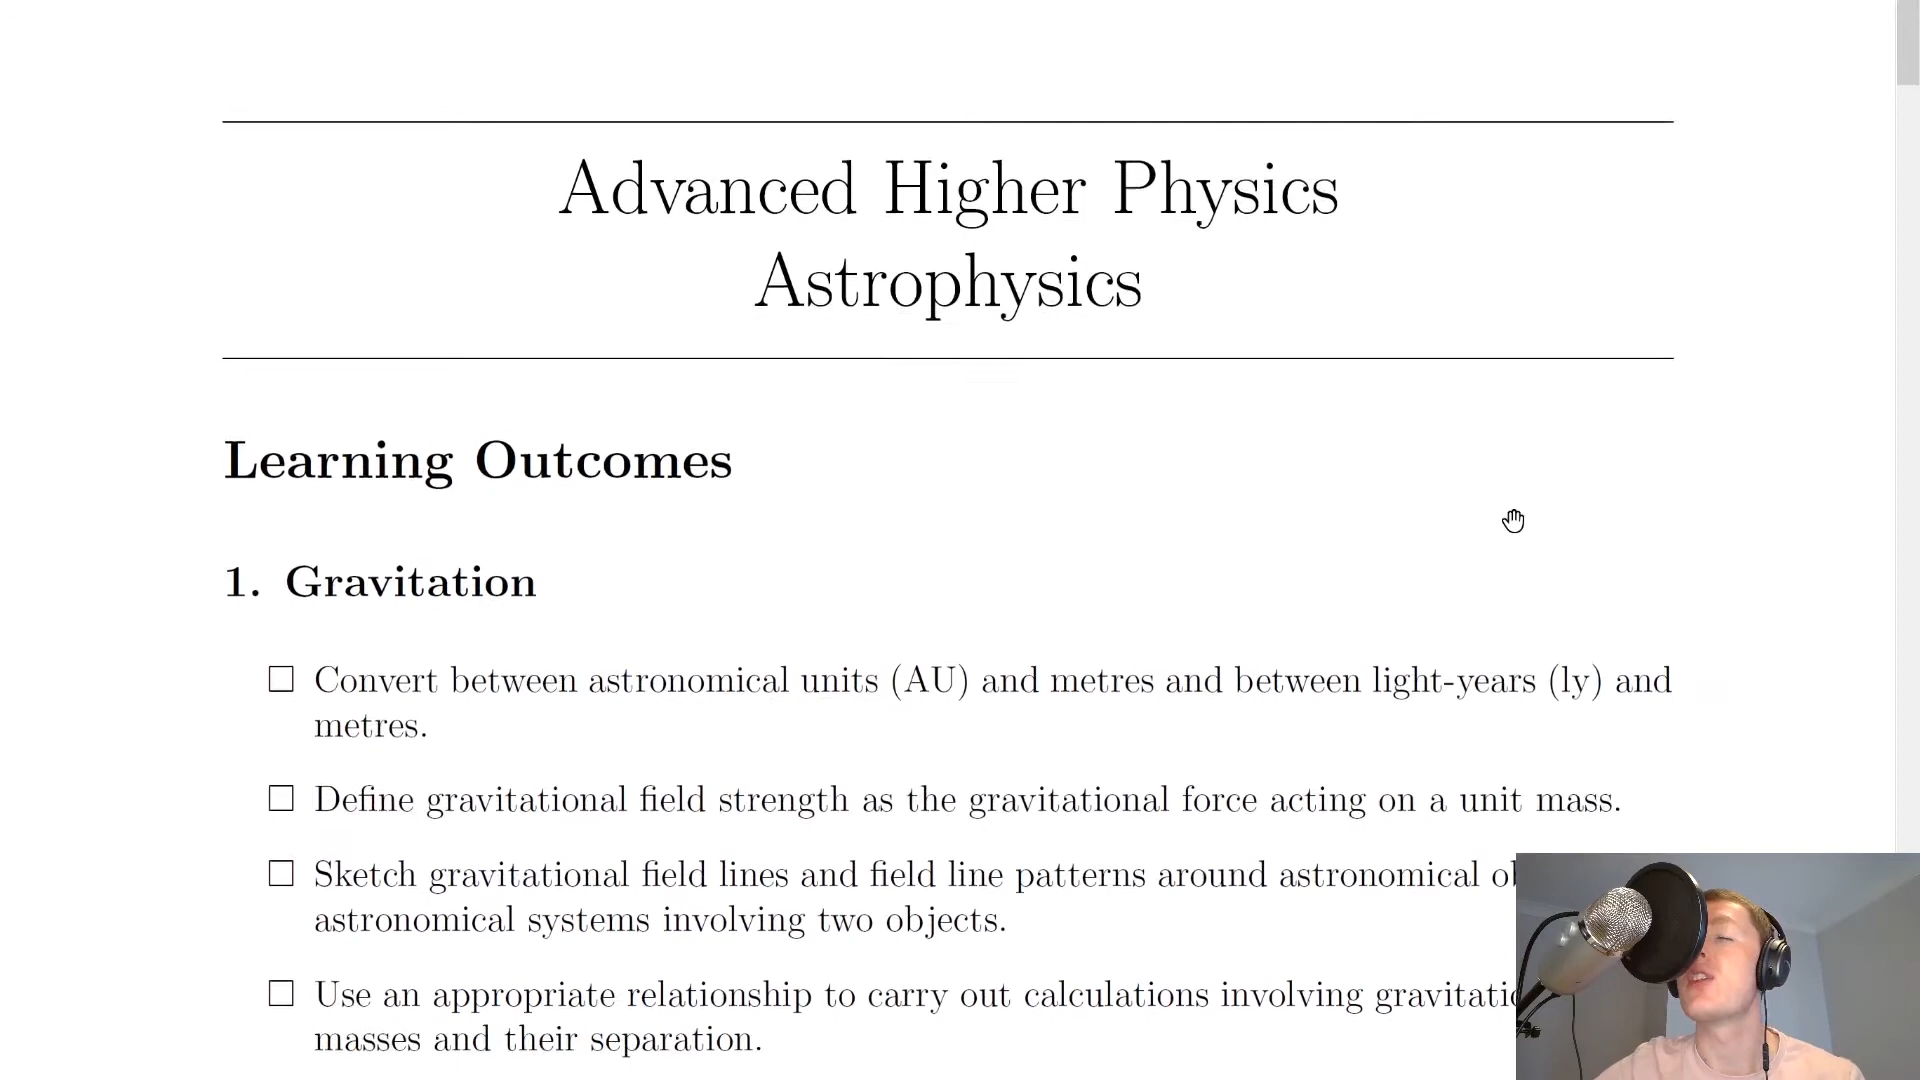 Advanced Higher Physics
Astrophysics
Learning Outcomes
1. Gravitation
Convert between astronomical units (AU) and metres and between light-years (ly) and
metres.
Define gravitational field strength as the gravitational force acting on a unit mass.
Sketch gravitational field lines and field line patterns around astronomical
astronomical systems involving two objects.
Use an appropriate relationship to carry out calculations involving
masses and their separation.